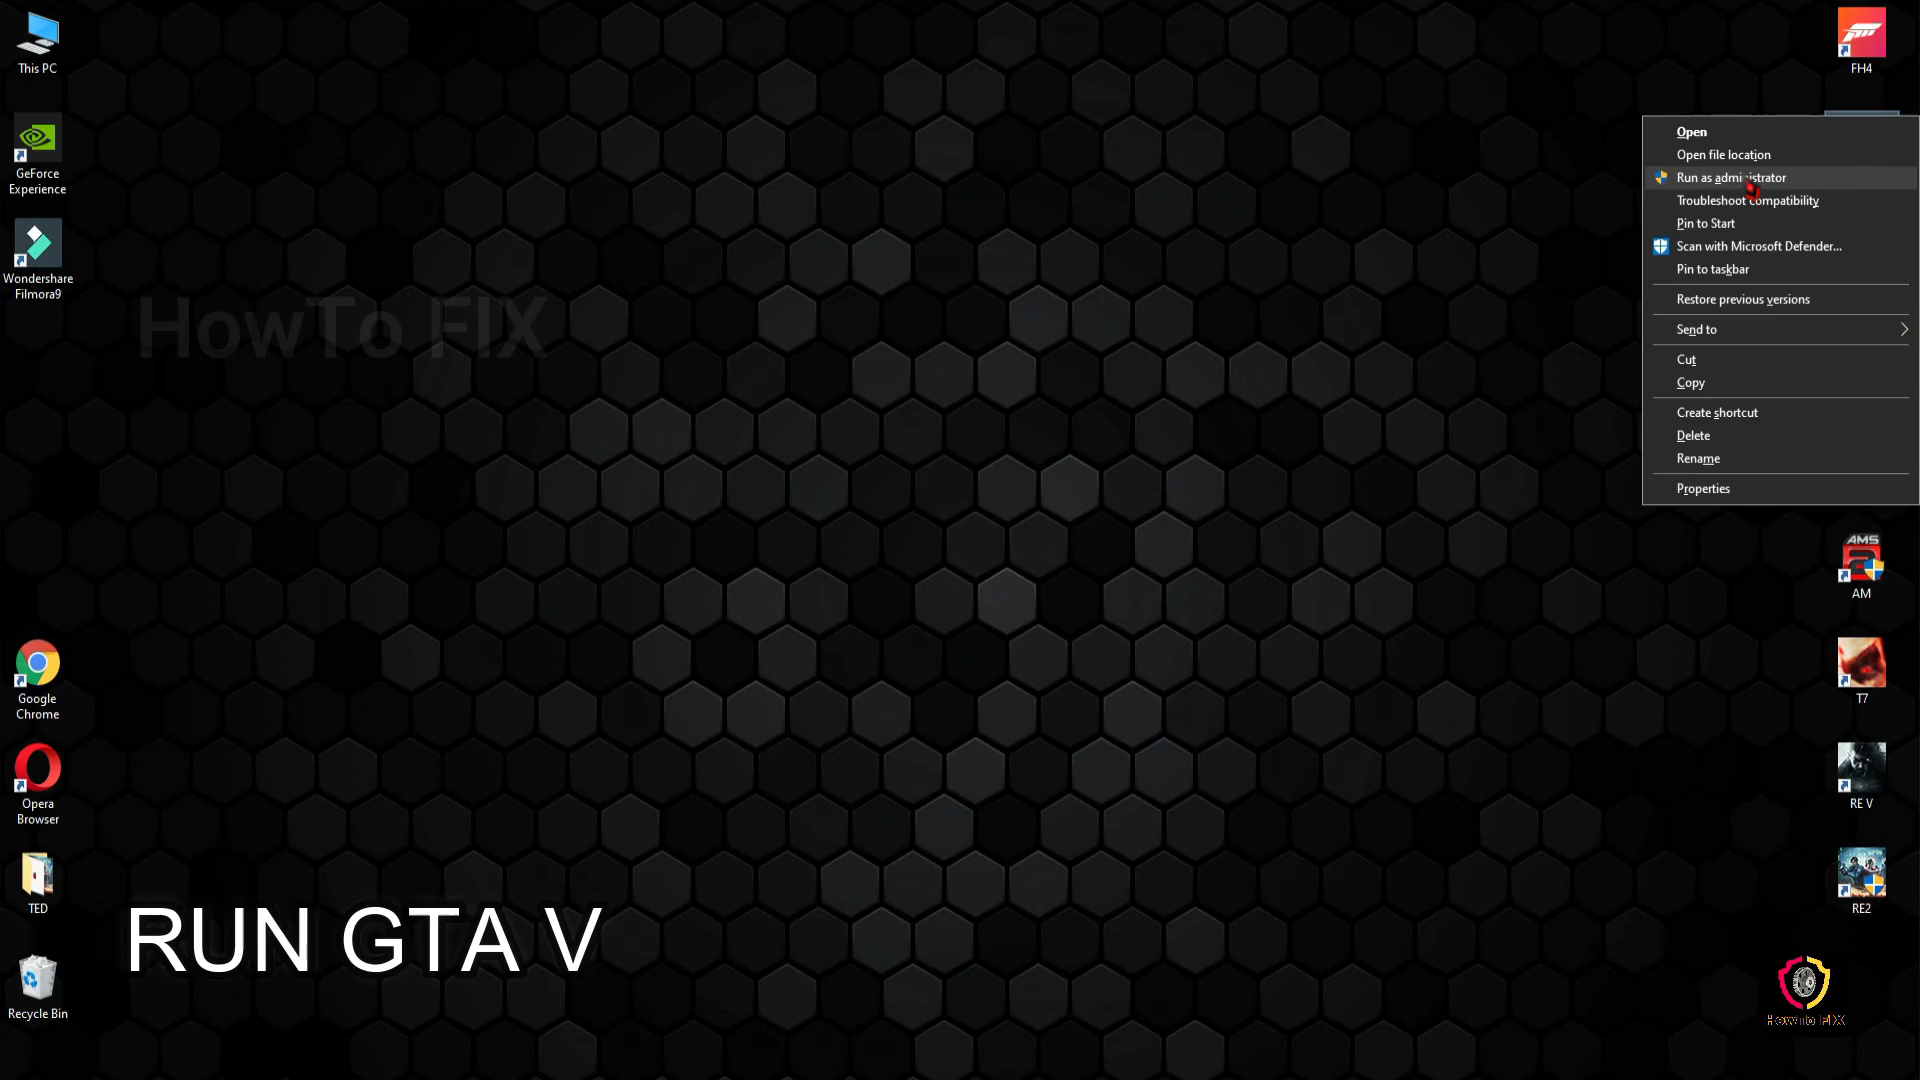 This PC
GeForce
Experience
Wondershare
Filmora9
HowTo FIX
Google
Chrome
Opera
Browser
TED
Recycle Bin
RUN GTA V
FH4
Open
Open file location
Run as administrator
Troubleshoot compatibility
Pin to Start
Scan with Microsoft Defender...
Pin to taskbar
Restore previous versions
Send to
Cut
Copy
Create shortcut
Delete
Rename
Properties
AMS
2
AM
T7
RE V
RE2
HowTo FIX